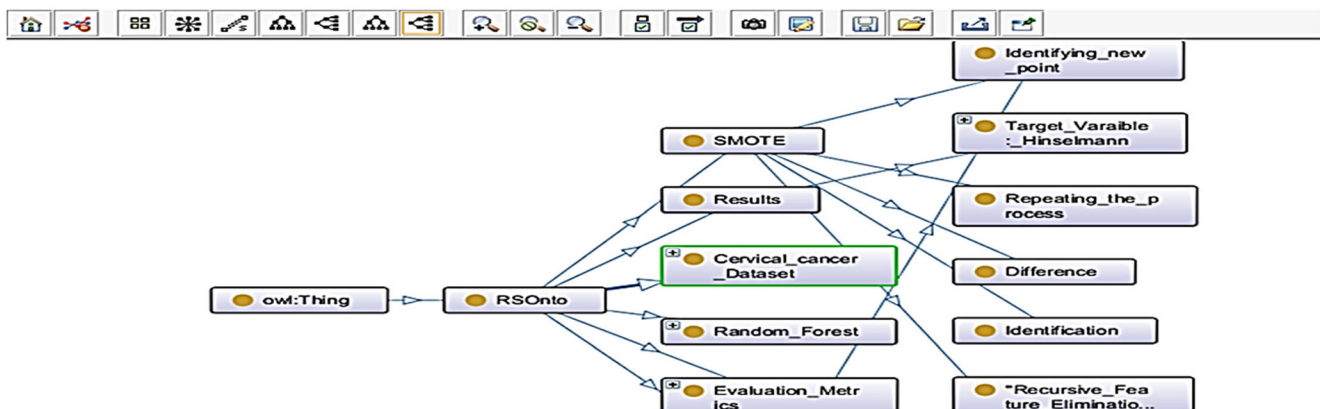 Identifying_new
_point
SMOTE
Target_Varaible
:_Hinselmann
Results
Repeating_the_p
rocess
Cervical_cancer
_Dataset
Difference
owl:Thing
RSOnto
Random_Forest
Identification
Evaluation_Metr
ics
"Recursive_Fea
ture_Eliminatio...